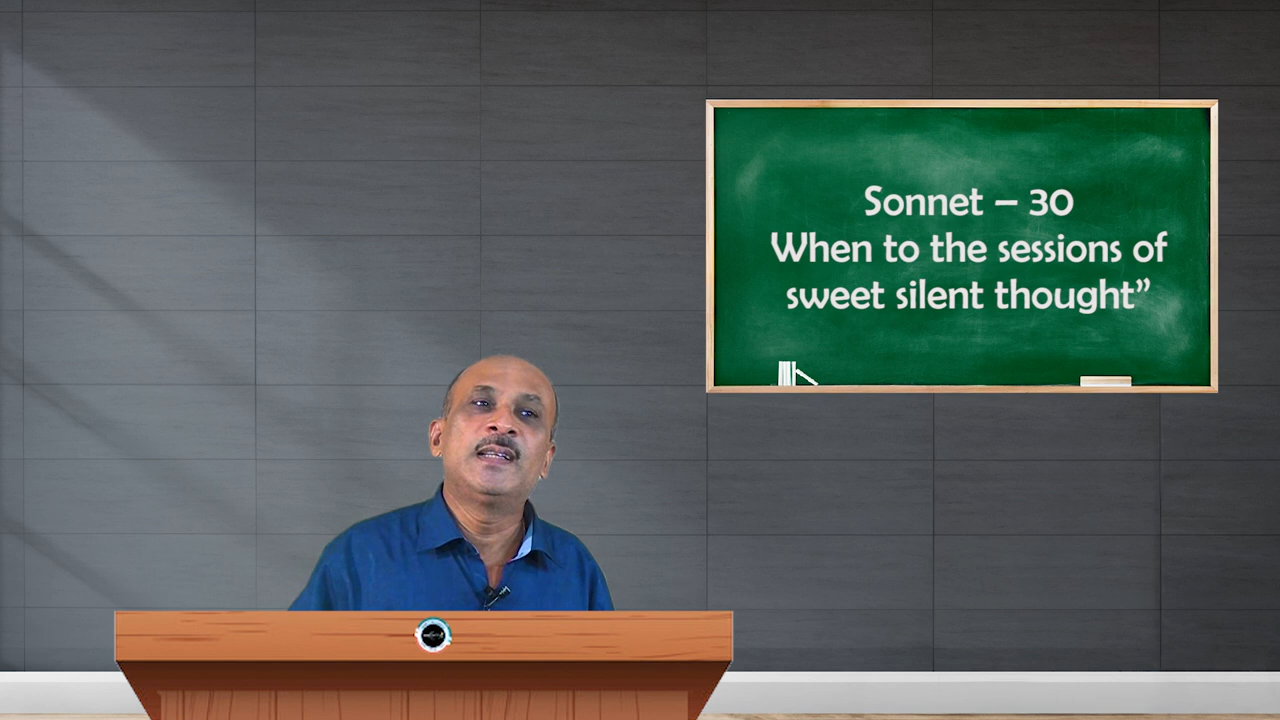 Sonnet – 30
When to the sessions of
sweet silent thought”